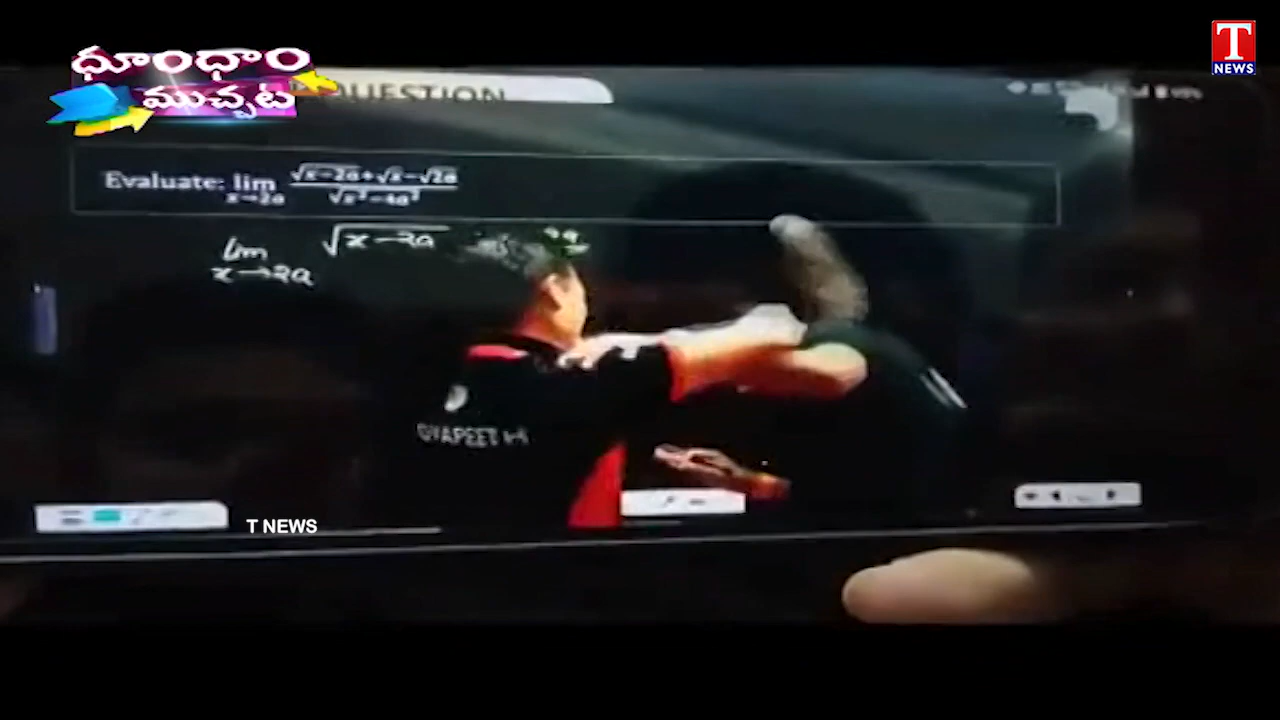 ధూంధాం
ముచ్చట
T
NEWS
QUESTION
Evaluate: lim x→2a (√x−2a+√x−√2a)/(√x²−4a²)
lim √x−2a
x→2a
T NEWS